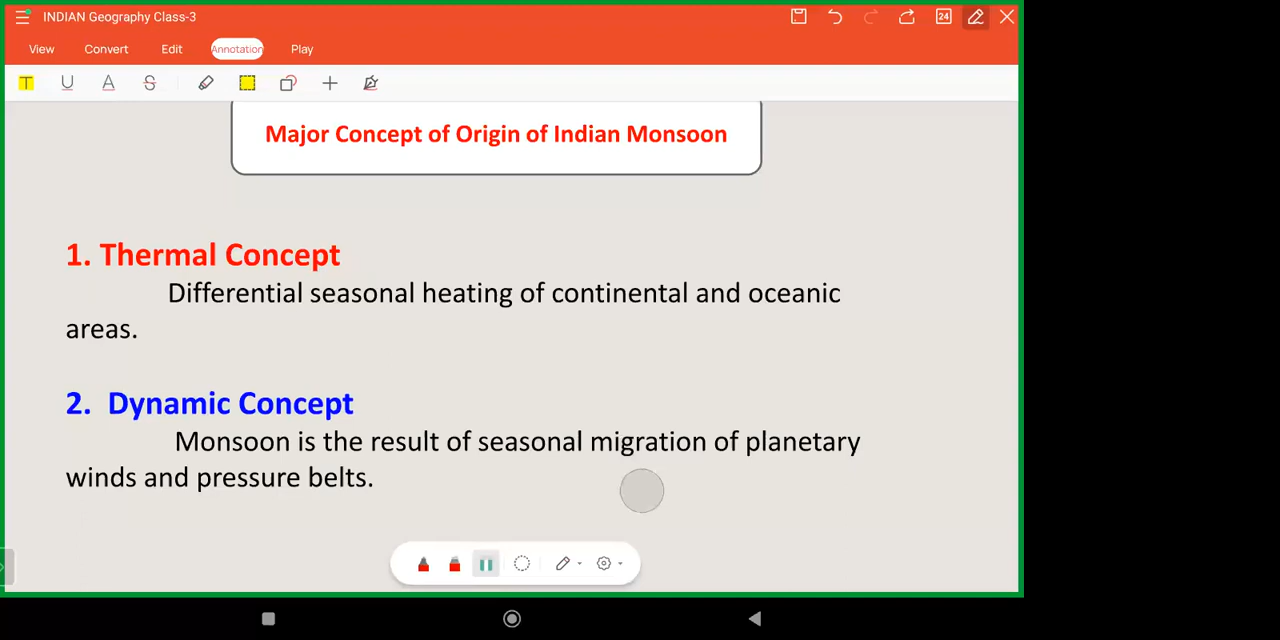 INDIAN Geography Class-3
24
View Convert Edit Annotation Play
T U A S
Major Concept of Origin of Indian Monsoon
1. Thermal Concept
Differential seasonal heating of continental and oceanic
areas.
2. Dynamic Concept
Monsoon is the result of seasonal migration of planetary
winds and pressure belts.